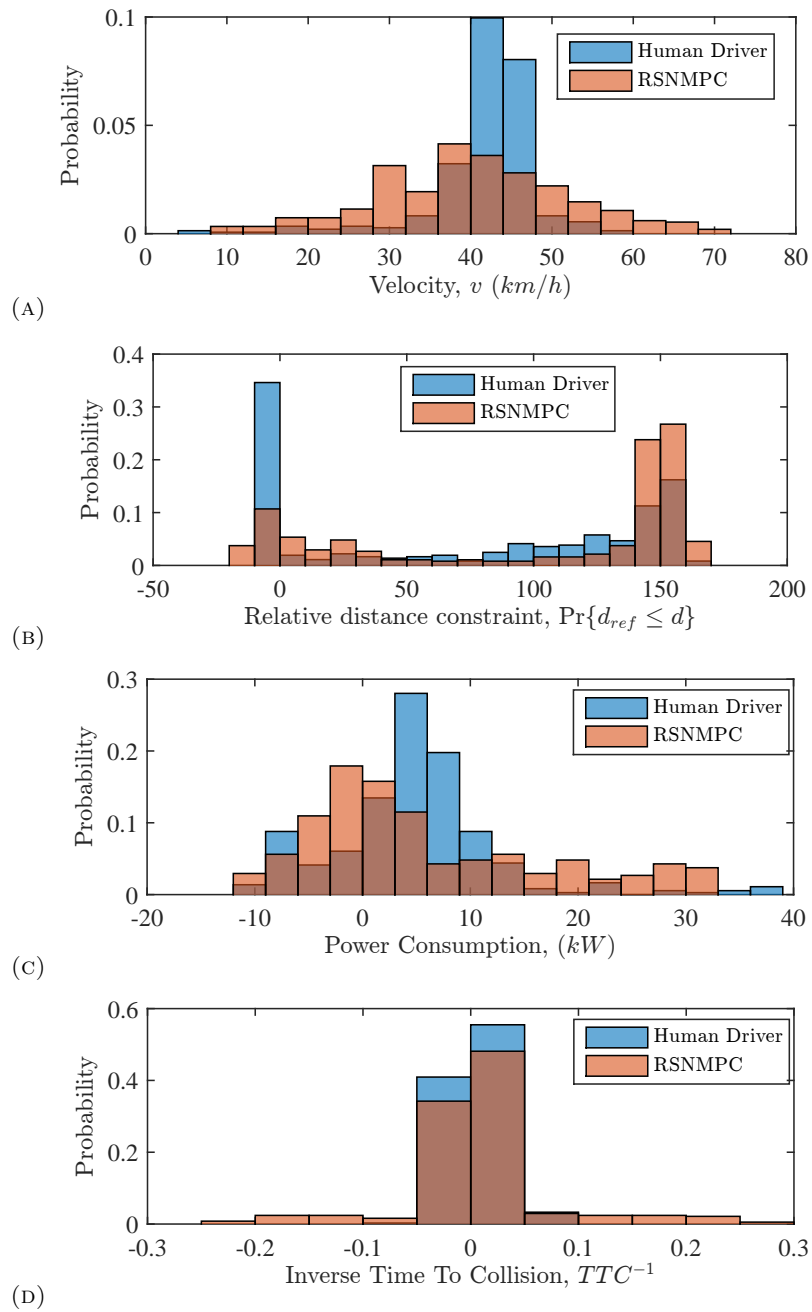 0.1
0.05
0
Probability
Human Driver
RSNMPC
0 10 20 30 40 50 60 70 80
Velocity, v (km/h)
(A)
0.4
0.3
0.2
0.1
0
Probability
Human Driver
RSNMPC
-50 0 50 100 150 200
Relative distance constraint, Pr{d_{ref} ≤ d}
(B)
0.3
0.2
0.1
0
Probability
Human Driver
RSNMPC
-20 -10 0 10 20 30 40
Power Consumption, (kW)
(C)
0.6
0.4
0.2
0
Probability
Human Driver
RSNMPC
-0.3 -0.2 -0.1 0 0.1 0.2 0.3
Inverse Time To Collision, TTC^{-1}
(D)